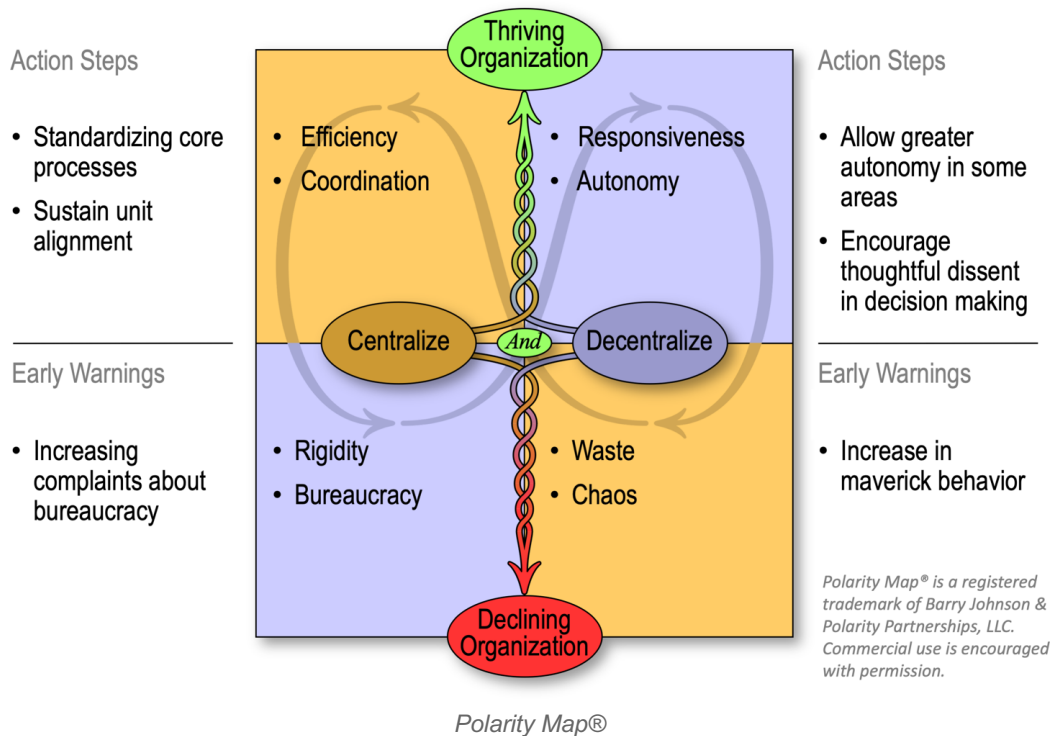 Thriving
Organization
Action Steps
• Standardizing core
processes
• Sustain unit
alignment
• Efficiency
• Coordination
• Responsiveness
• Autonomy
Action Steps
• Allow greater
autonomy in some
areas
• Encourage
thoughtful dissent
in decision making
Centralize
And
Decentralize
Early Warnings
• Increasing
complaints about
bureaucracy
• Rigidity
• Bureaucracy
• Waste
• Chaos
Early Warnings
• Increase in
maverick behavior
Declining
Organization
Polarity Map® is a registered
trademark of Barry Johnson &
Polarity Partnerships, LLC.
Commercial use is encouraged
with permission.
Polarity Map®